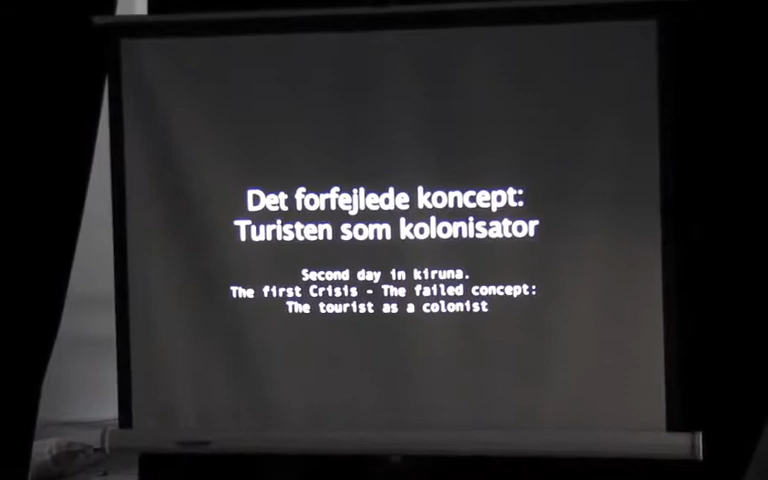 Det forfejlede koncept:
Turisten som kolonisator
Second day in kiruna.
The first Crisis - The failed concept:
The tourist as a colonist